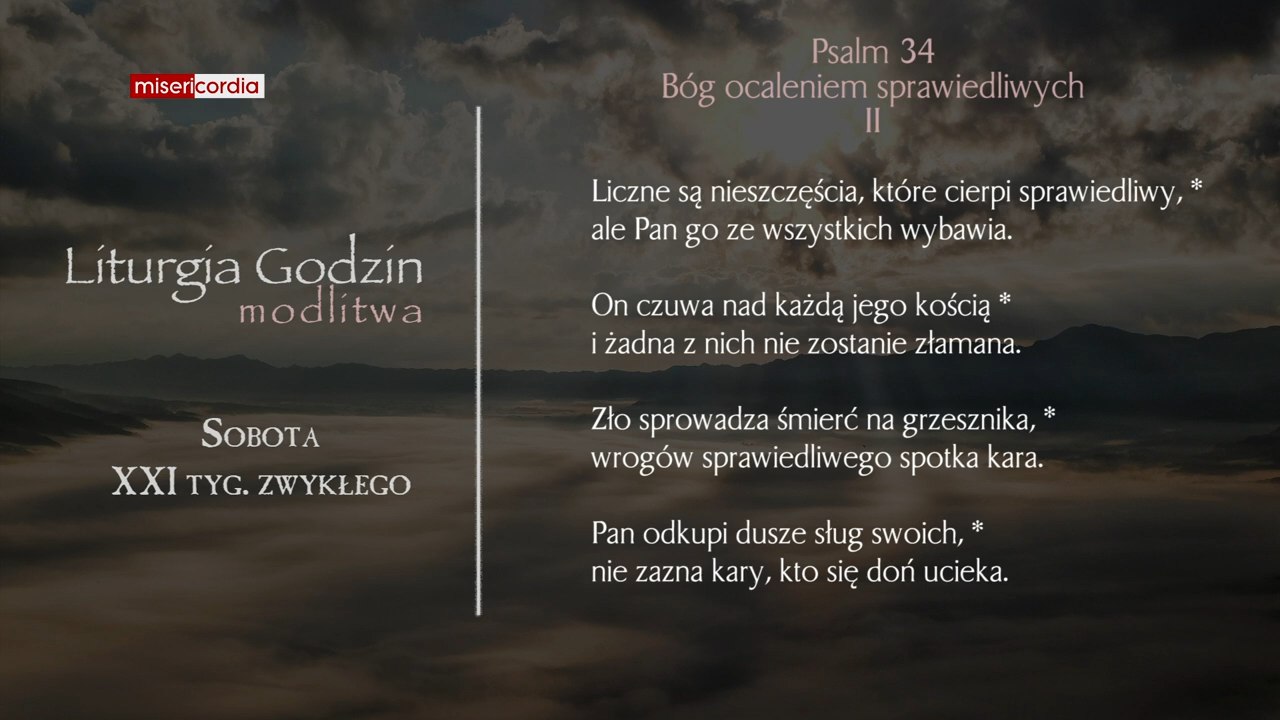 misericordia
Liturgia Godzin
modlitwa
Sobota
XXI tyg. zwykłego
Psalm 34
Bóg ocaleniem sprawiedliwych
II
Liczne są nieszczęścia, które cierpi sprawiedliwy, *
ale Pan go ze wszystkich wybawia.
On czuwa nad każdą jego kością *
i żadna z nich nie zostanie złamana.
Zło sprowadza śmierć na grzesznika, *
wrogów sprawiedliwego spotka kara.
Pan odkupi dusze sług swoich, *
nie zazna kary, kto się doń ucieka.